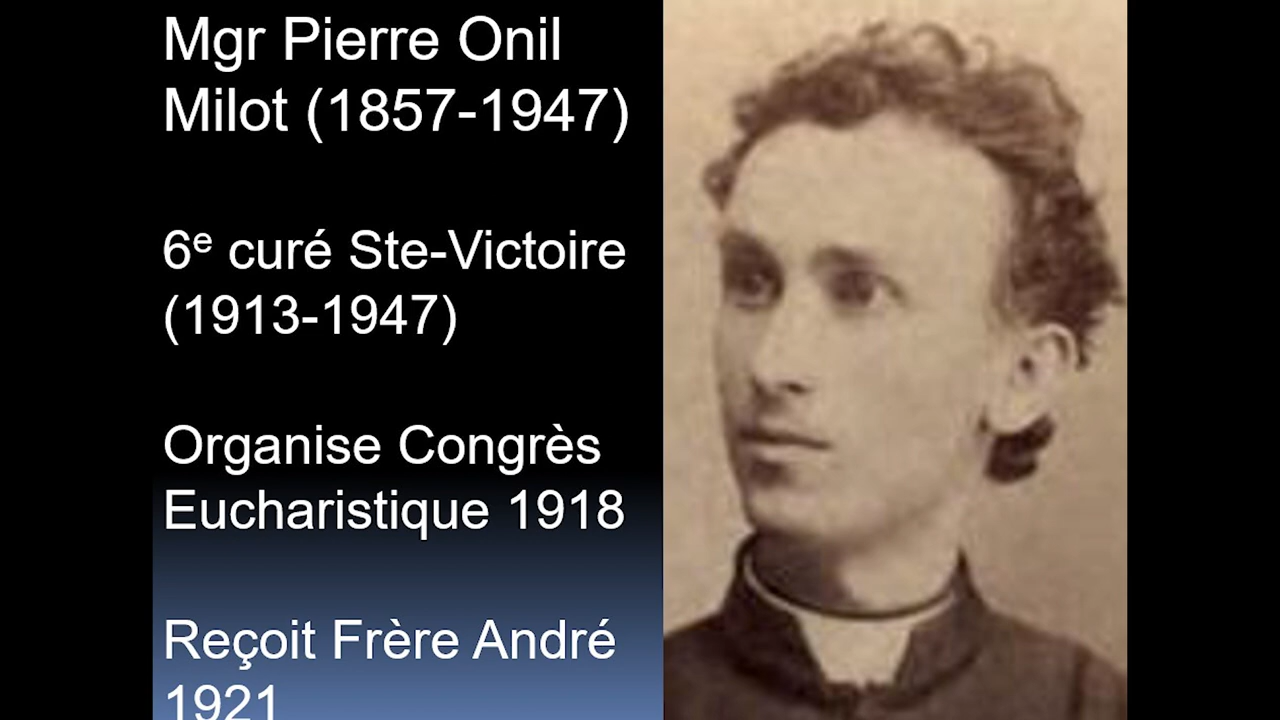 Mgr Pierre Onil
Milot (1857-1947)
6e curé Ste-Victoire
(1913-1947)
Organise Congrès
Eucharistique 1918
Reçoit Frère André
1921